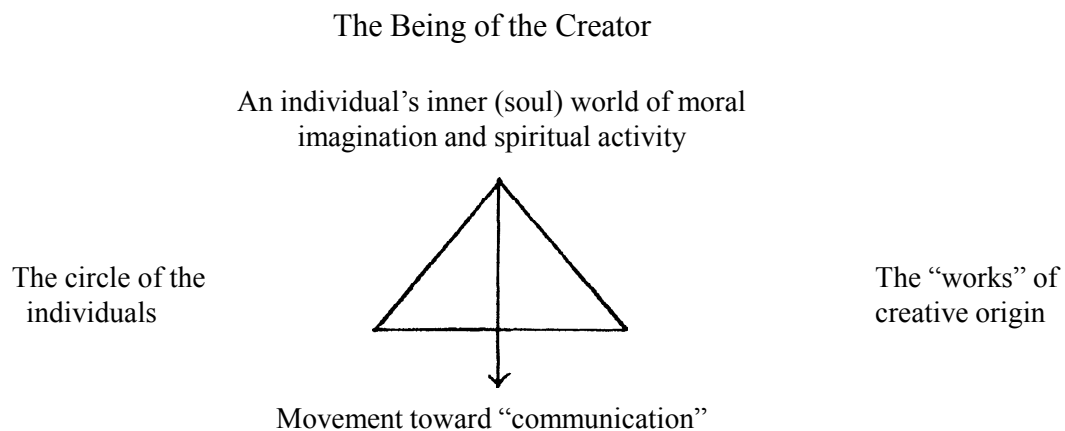 The Being of the Creator
An individual’s inner (soul) world of moral
imagination and spiritual activity
The circle of the
individuals
The “works” of
creative origin
Movement toward “communication”